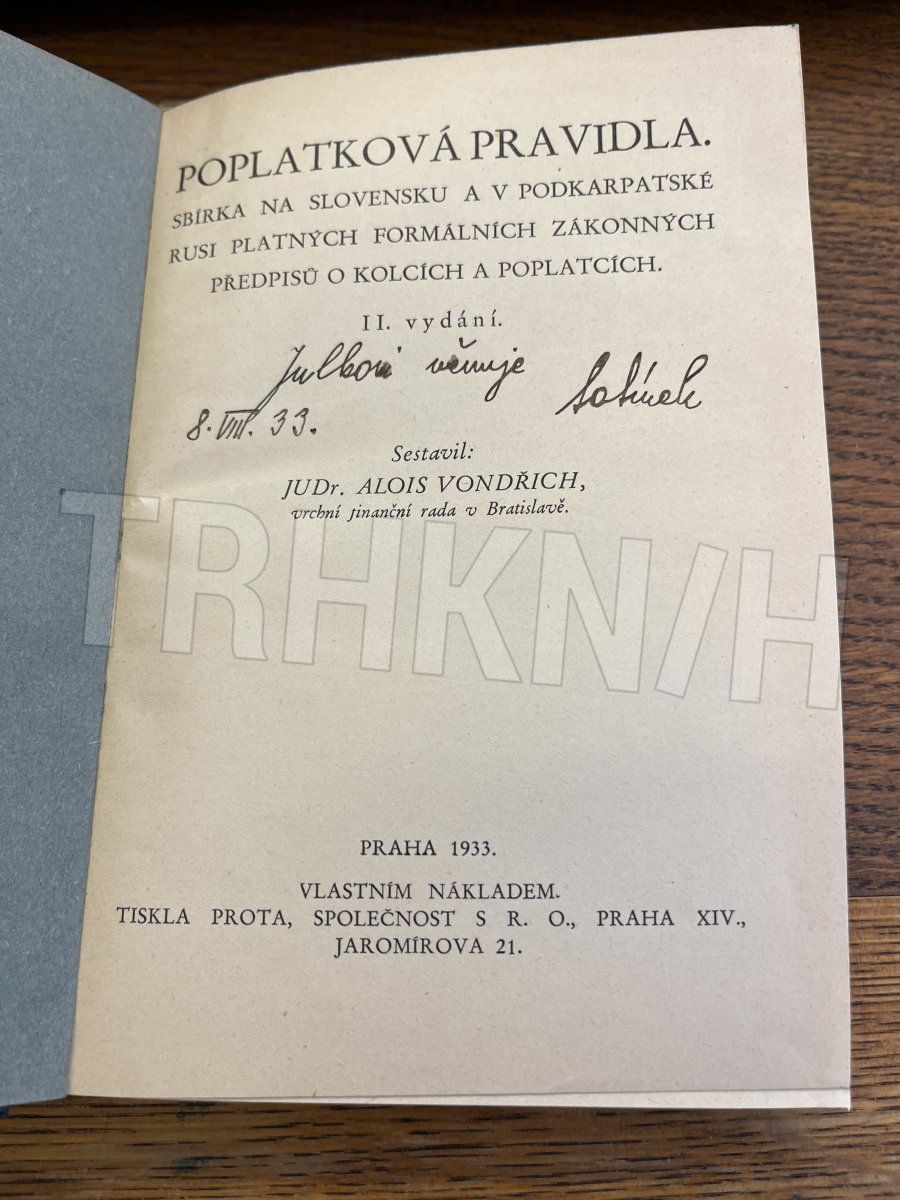 POPLATKOVÁ PRAVIDLA.
SBÍRKA NA SLOVENSKU A V PODKARPATSKÉ
RUSI PLATNÝCH FORMÁLNÍCH ZÁKONNÝCH
PŘEDPISŮ O KOLCÍCH A POPLATCÍCH.
II. vydání.
Julkovi věnuje
8. VIII. 33.
Sestavil:
JUDr. ALOIS VONDŘICH,
vrchní finanční rada v Bratislavě.
TRHKN/H
PRAHA 1933.
VLASTNÍM NÁKLADEM.
TISKLA PROTA, SPOLEČNOST S R. O., PRAHA XIV.,
JAROMÍROVA 21.